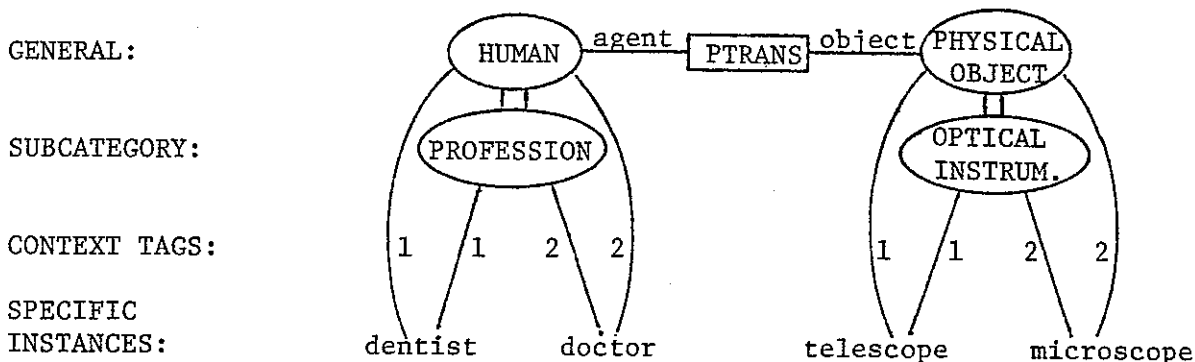 GENERAL: HUMAN agent PTRANS object PHYSICAL
OBJECT
SUBCATEGORY: PROFESSION OPTICAL
INSTRUM.
CONTEXT TAGS: 1 1 2 2 1 1 2 2
SPECIFIC
INSTANCES: dentist doctor telescope microscope